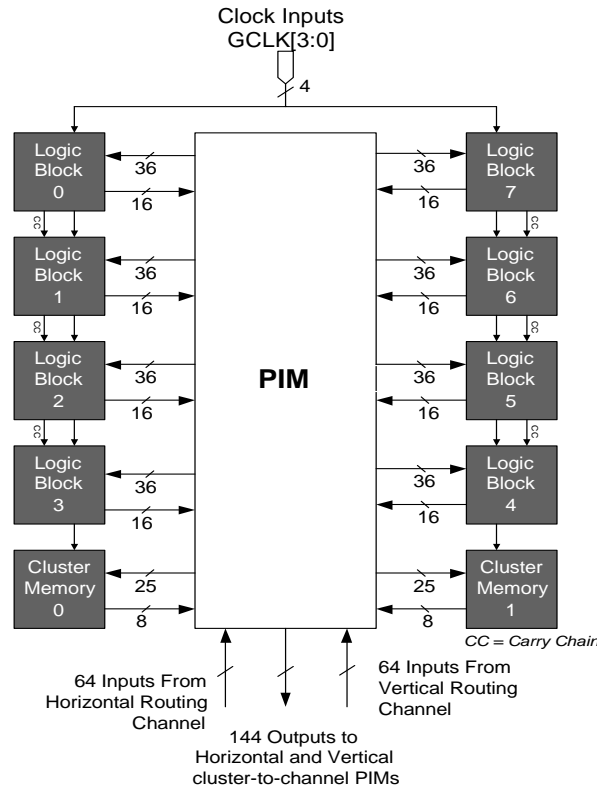 Clock Inputs
GCLK[3:0]
4
Logic
Block
0
36
16
CC
Logic
Block
1
36
16
CC
Logic
Block
2
36
16
CC
Logic
Block
3
36
16
Cluster
Memory
0
25
8
PIM
Logic
Block
7
36
16
CC
Logic
Block
6
36
16
CC
Logic
Block
5
36
16
CC
Logic
Block
4
36
16
Cluster
Memory
1
25
8
CC = Carry Chain
64 Inputs From
Horizontal Routing
Channel
64 Inputs From
Vertical Routing
Channel
144 Outputs to
Horizontal and Vertical
cluster-to-channel PIMs